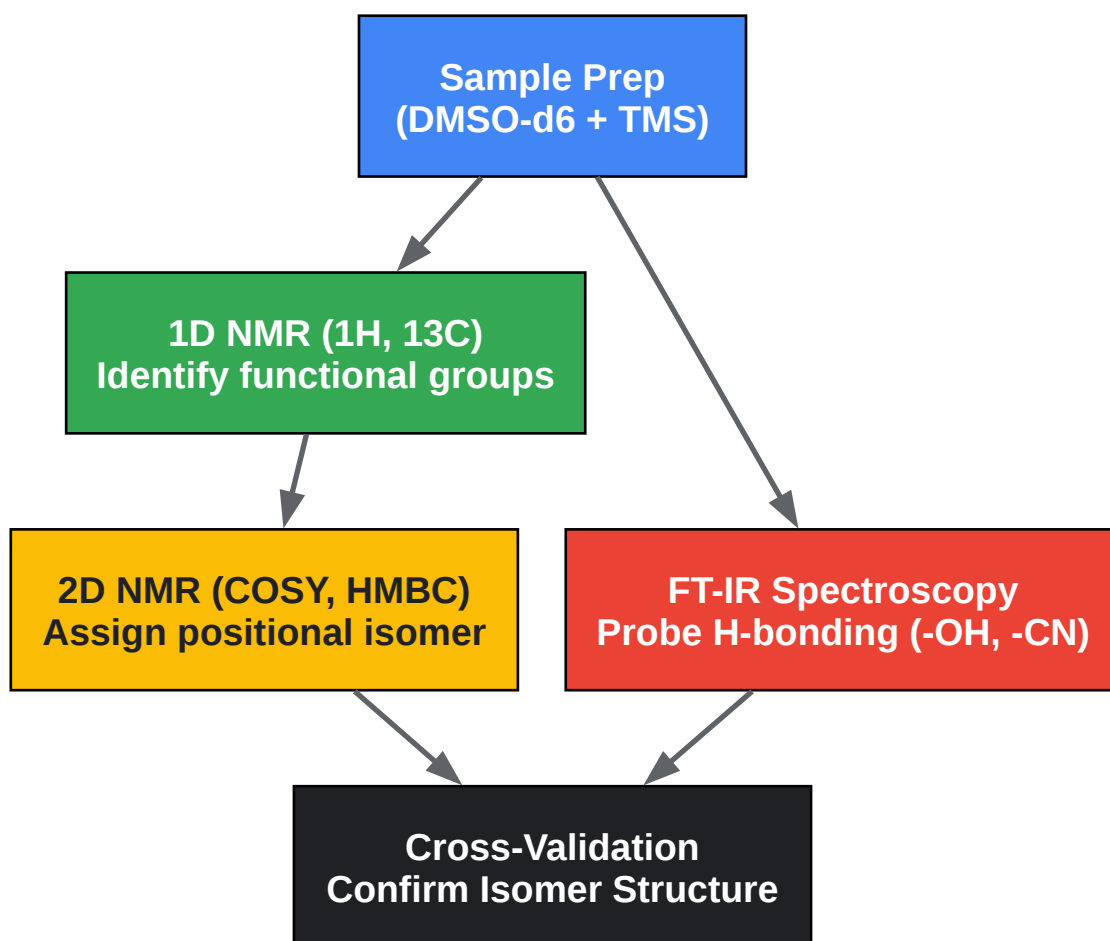 Sample Prep
(DMSO-d6 + TMS)
1D NMR (1H, 13C)
Identify functional groups
2D NMR (COSY, HMBC)
Assign positional isomer
FT-IR Spectroscopy
Probe H-bonding (-OH, -CN)
Cross-Validation
Confirm Isomer Structure